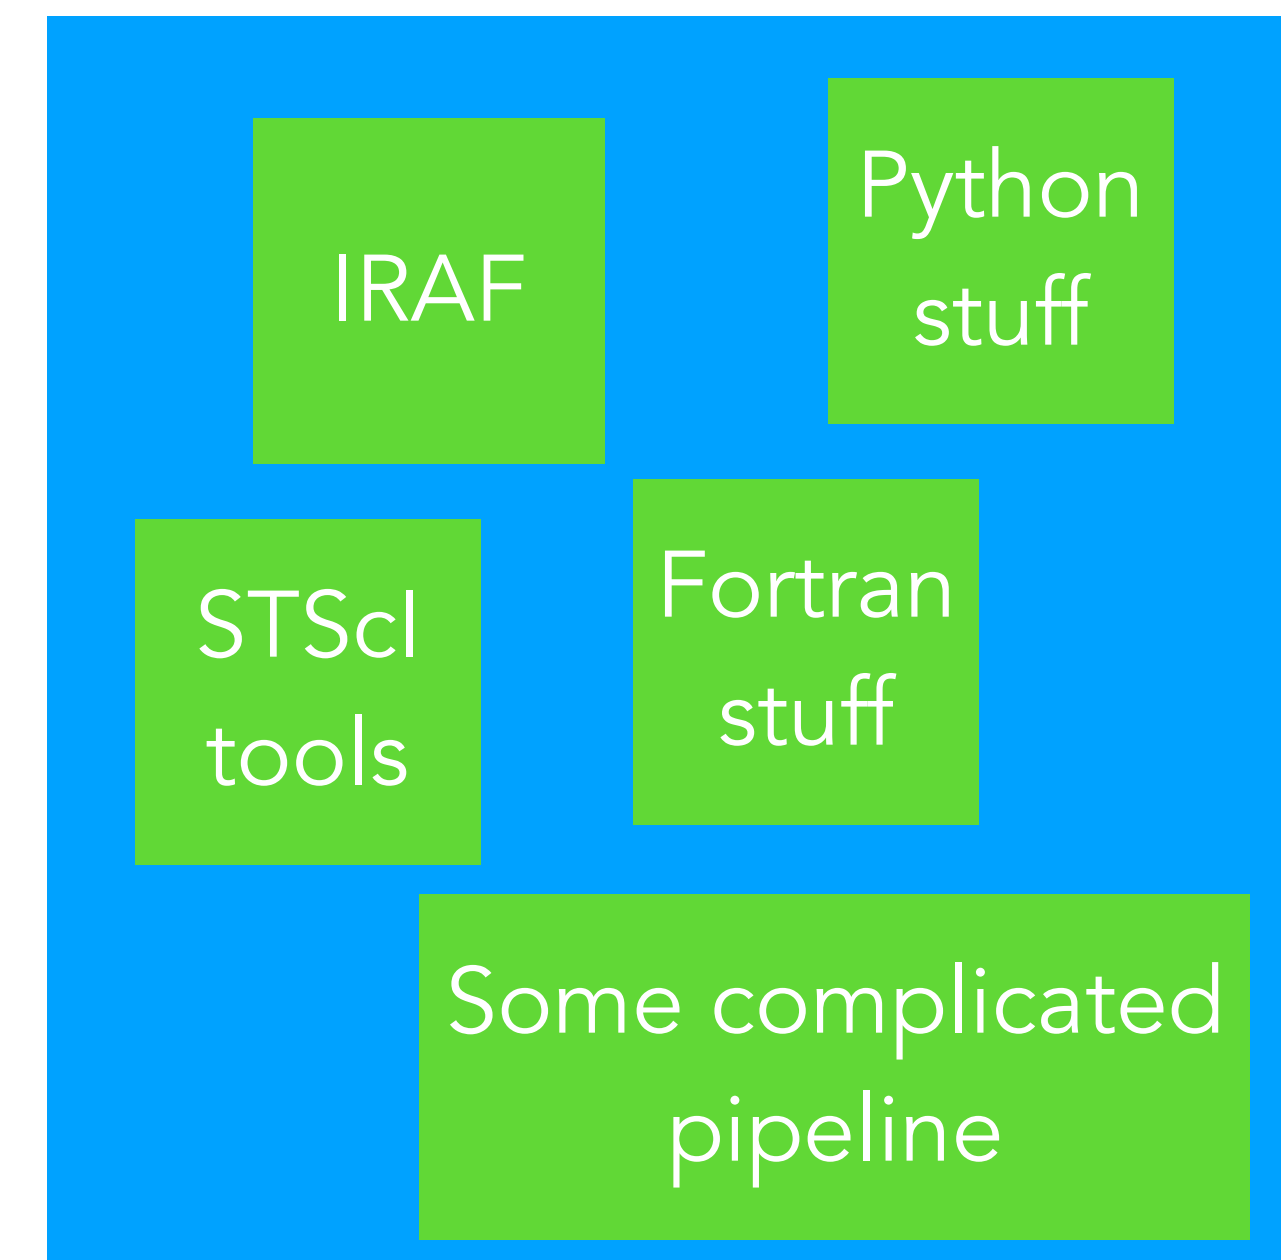 IRAF
Python
stuff
STScI
tools
Fortran
stuff
Some complicated
pipeline